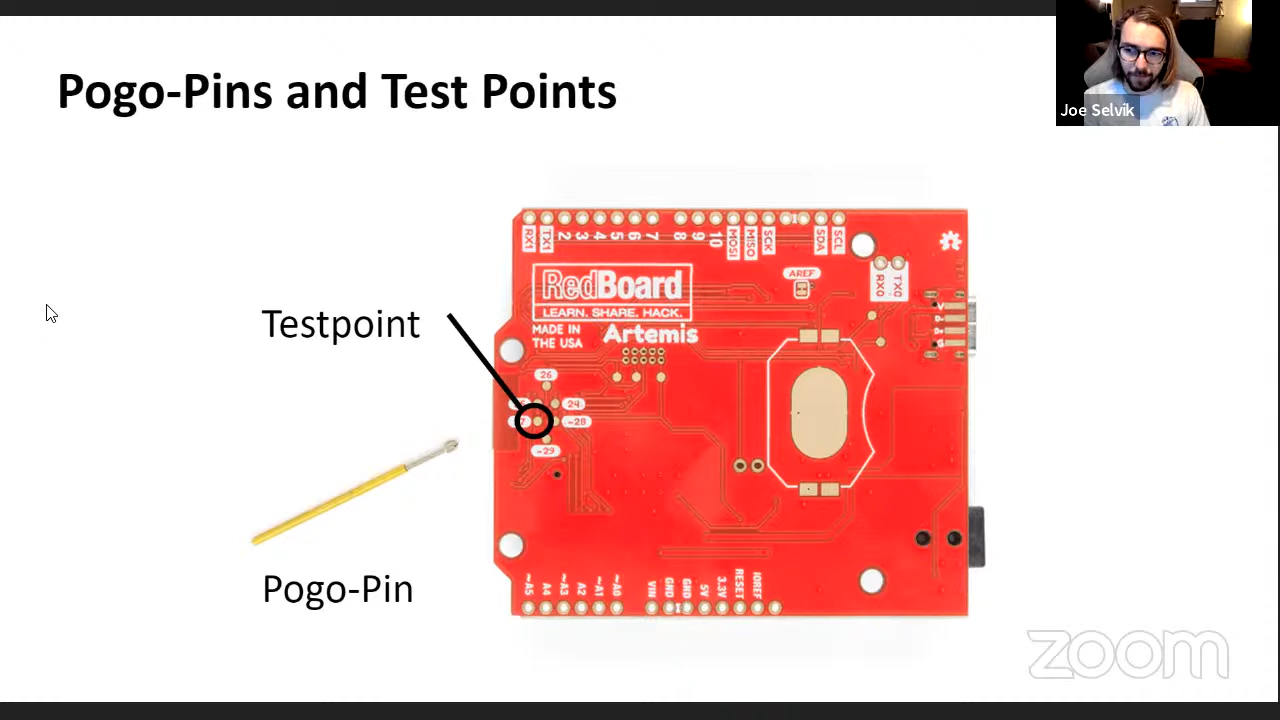 Pogo-Pins and Test Points
Joe Selvik
RX1
TX1
2
3
4
5
6
7
8
9
10
MOSI
MISO
SCK
SDA
SCL
RedBoard
LEARN. SHARE. HACK.
MADE IN
THE USA
Artemis
AREF
RX0
TX0
Testpoint
26
24
~28
~29
Pogo-Pin
~A5
A4
~A3
A2
~A1
~A0
VIN
GND
GND
5V
3.3V
RESET
IOREF
zoom